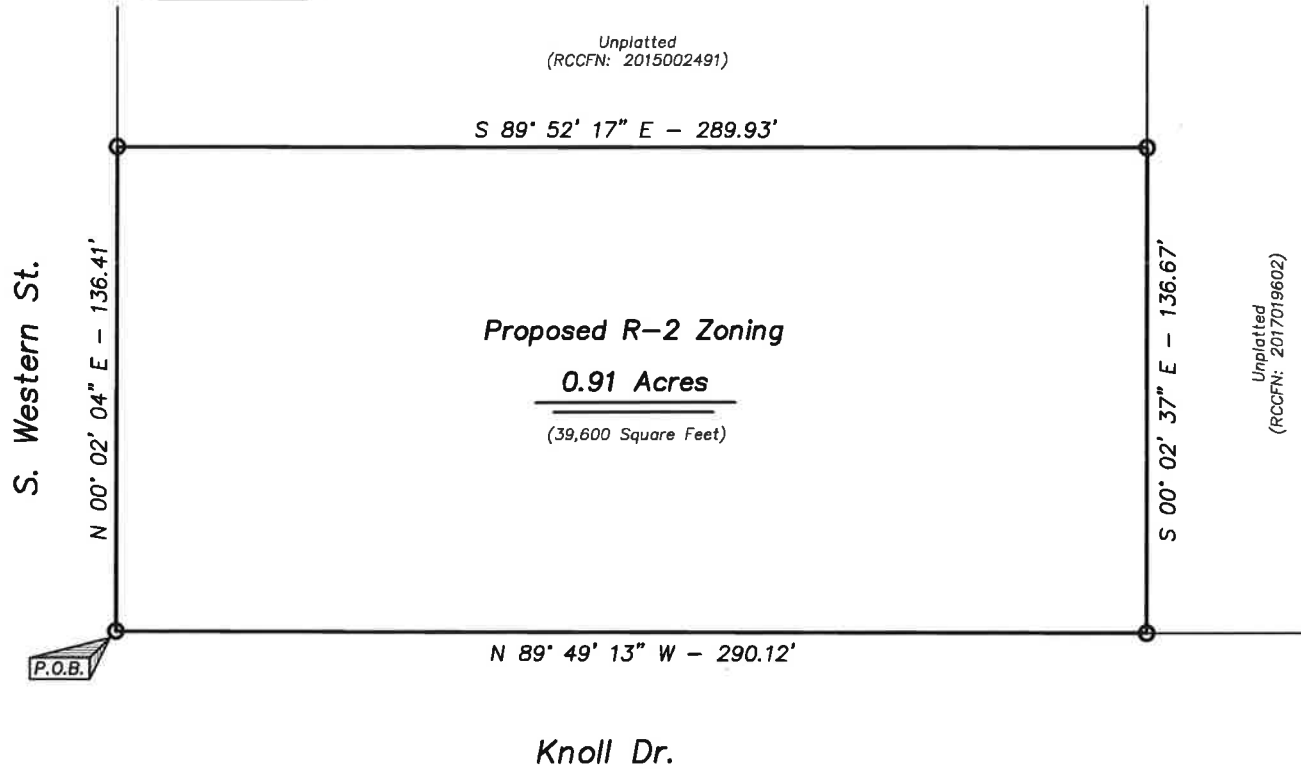 Unplatted
(RCCFN: 2015002491)
S 89° 52' 17" E - 289.93'
S. Western St.
N 00° 02' 04" E - 136.41'
Proposed R-2 Zoning
0.91 Acres
(39,600 Square Feet)
S 00° 02' 37" E - 136.67'
Unplatted
(RCCFN: 2017019602)
P.O.B.
N 89° 49' 13" W - 290.12'
Knoll Dr.